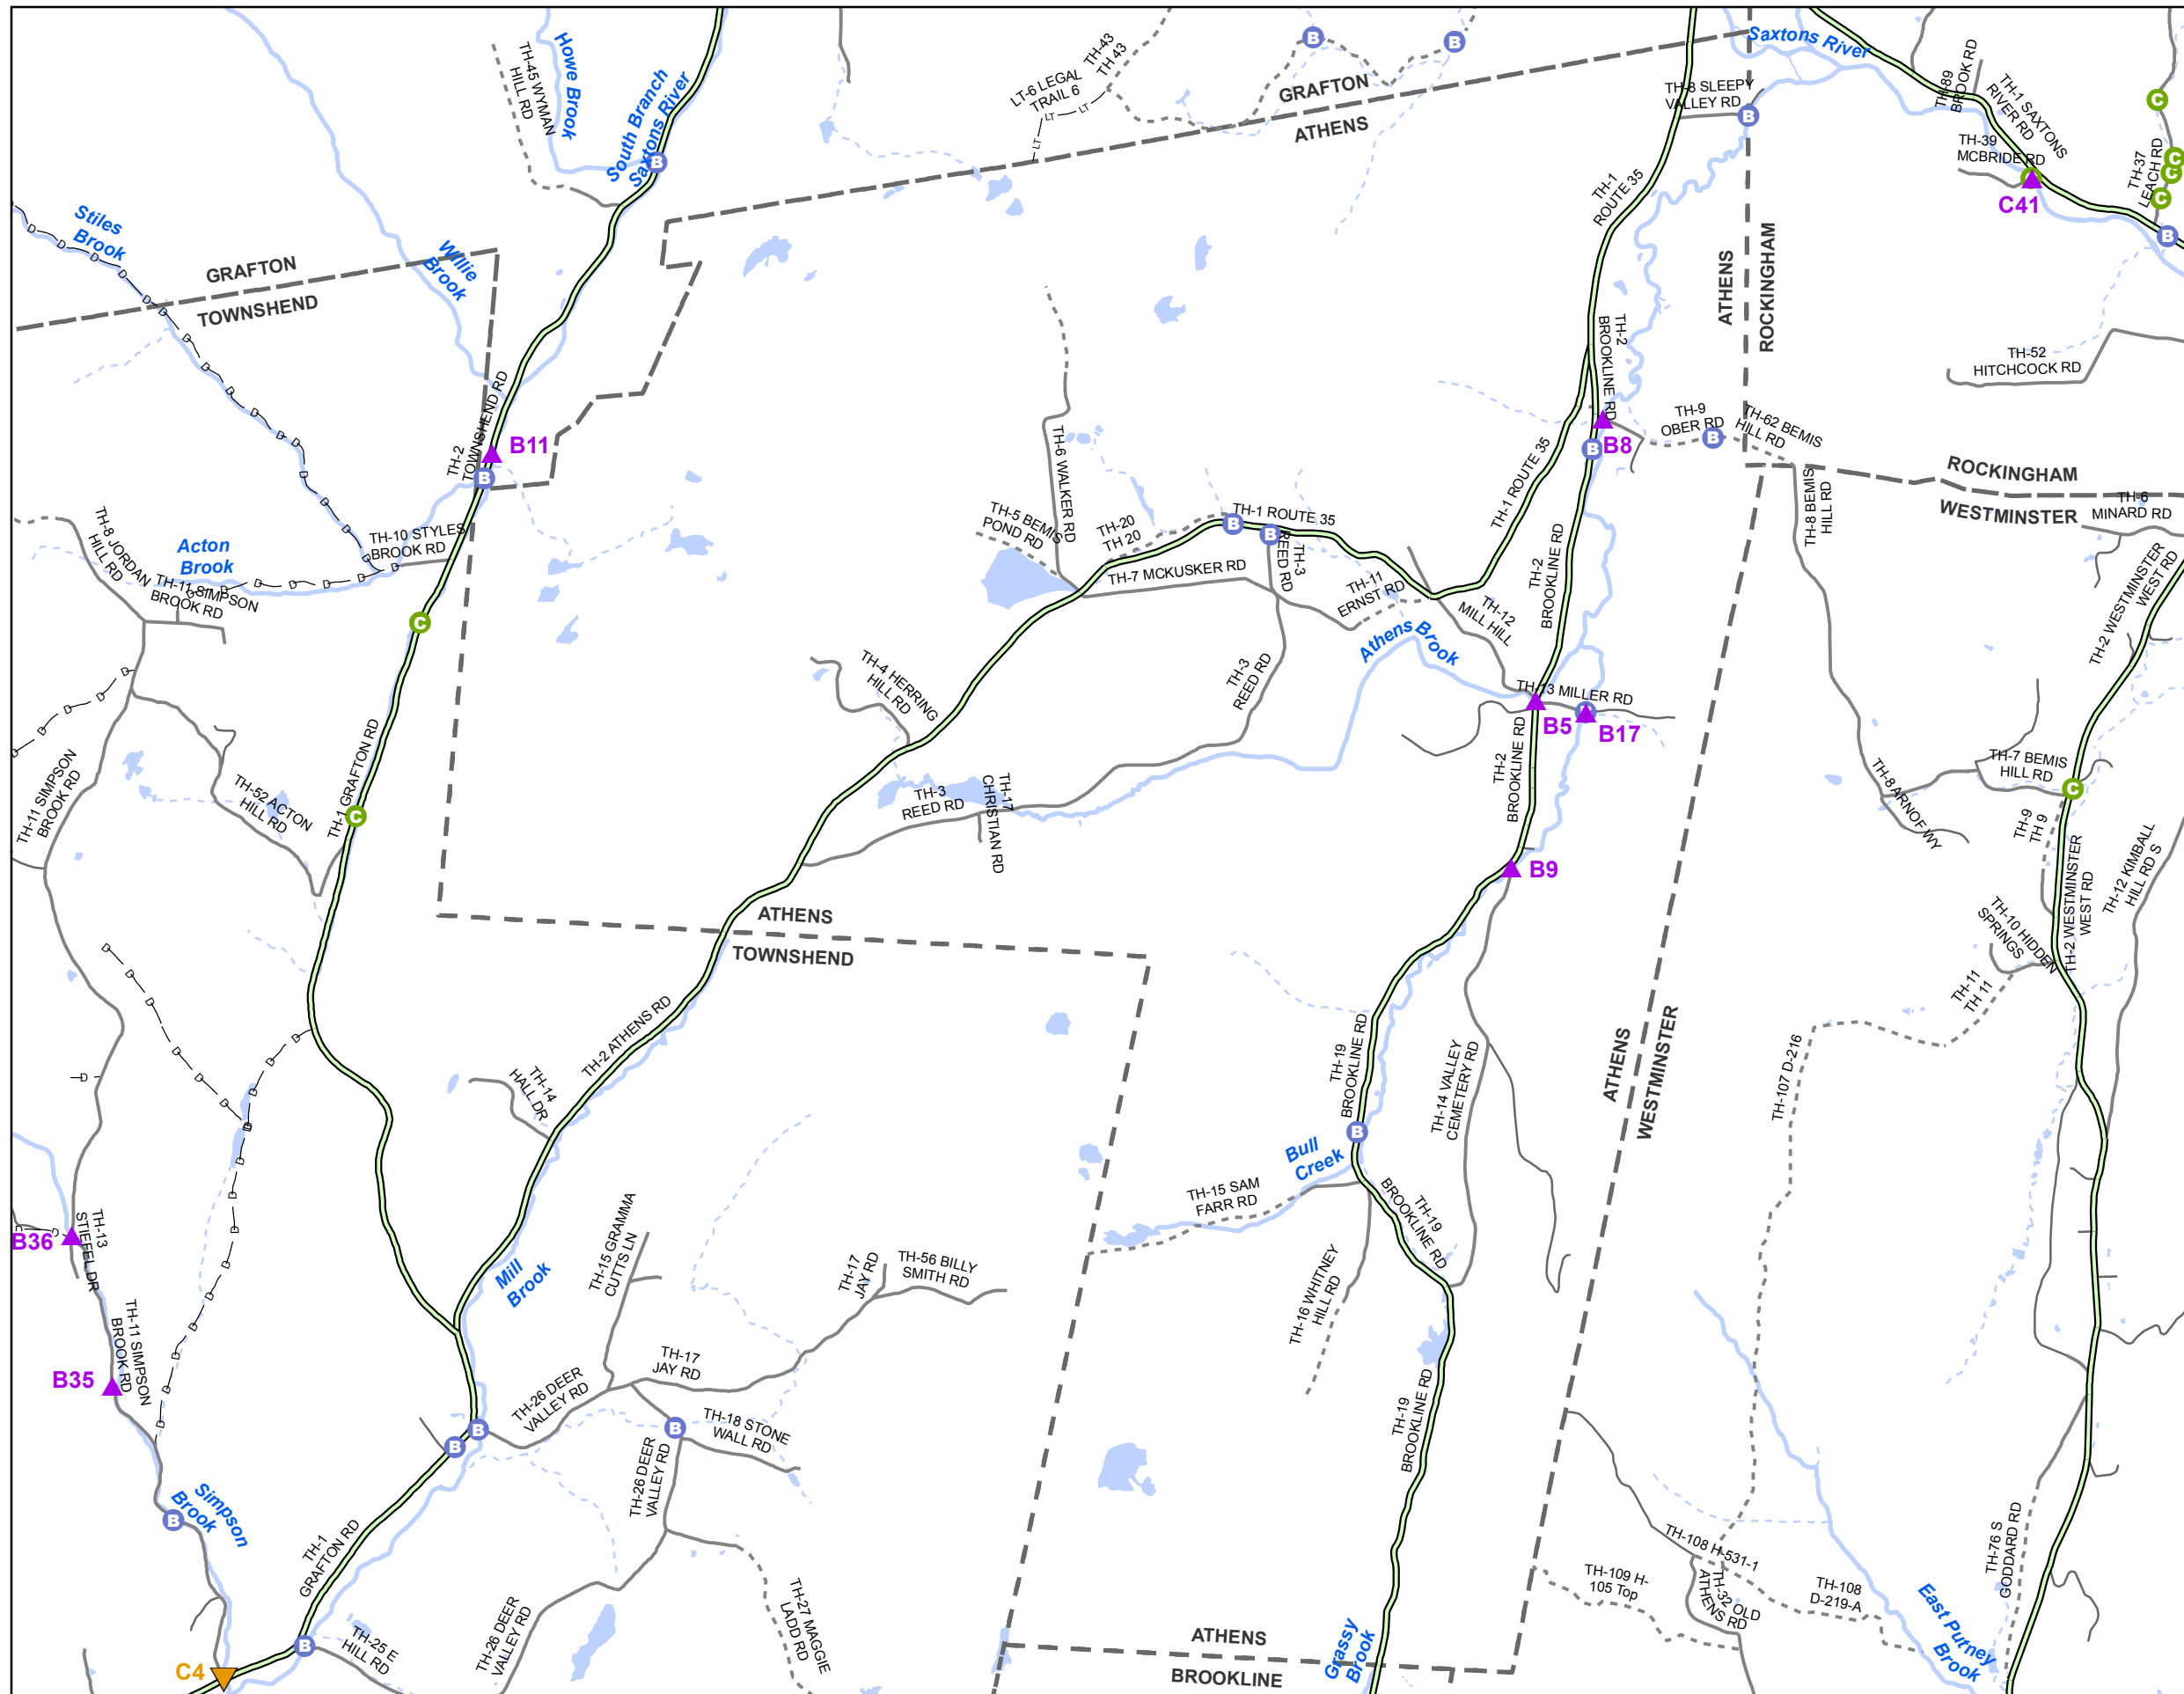 Saxtons River
Howe Brook
South Branch
Saxtons River
TH-45 WYMAN
HILL RD
TH-43
TH 43
LT-6 LEGAL
TRAIL 6
LT
LT
LT
GRAFTON
ATHENS
B
B
B
TH-8 SLEEPY
VALLEY RD
B
TH-89
BROOK RD
TH-1 SAXTONS
RIVER RD
TH-39
MCBRIDE RD
C41
TH-37
LEACH RD
C
C
C
C
B
Stiles
Brook
GRAFTON
TOWNSHEND
Willie
Brook
TH-1
ROUTE 35
ATHENS
ROCKINGHAM
TH-52
HITCHCOCK RD
TH-2
BROOKLINE RD
TH-9
OBER RD
TH-62 BEMIS
HILL RD
B
B8
B
ROCKINGHAM
WESTMINSTER
TH-6
MINARD RD
TH-8 BEMIS
HILL RD
TH-2
TOWNSHEND RD
B11
B
TH-6 WALKER RD
TH-5 BEMIS
POND RD
TH-20
TH 20
B
TH-1 ROUTE 35
B
TH-1 ROUTE 35
TH-3
REED RD
TH-7 MCKUSKER RD
TH-11
ERNST RD
TH-12
MILL HILL
TH-2
BROOKLINE RD
TH-8 JORDAN
HILL RD
Acton
Brook
TH-10 STYLES
BROOK RD
TH-11 SIMPSON
BROOK RD
C
Athens Brook
TH-2 WESTMINSTER
WEST RD
TH-4 HERRING
HILL RD
TH-3
REED RD
TH-13 MILLER RD
B5
B
B17
TH-2
BROOKLINE RD
TH-11 SIMPSON
BROOK RD
TH-52 ACTON
HILL RD
TH-1 GRAFTON RD
C
TH-3
REED RD
TH-17
CHRISTIAN RD
B9
TH-7 BEMIS
HILL RD
C
TH-8 ARNOF WY
TH-9
TH 9
TH-2 WESTMINSTER
WEST RD
TH-12 KIMBALL
HILL RD S
TH-10 HIDDEN
SPRINGS
TH-11
TH 11
ATHENS
TOWNSHEND
TH-2 ATHENS RD
TH-14
HALL DR
TH-19
BROOKLINE RD
TH-14 VALLEY
CEMETERY RD
ATHENS
WESTMINSTER
TH-107 D-216
B
Bull
Creek
TH-15 SAM
FARR RD
TH-19
BROOKLINE RD
TH-16 WHITNEY
HILL RD
B36
TH-13
STIEFEL DR
TH-11 SIMPSON
BROOK RD
B35
Mill
Brook
TH-15 GRAMMA
CUTTS LN
TH-17
JAY RD
TH-56 BILLY
SMITH RD
TH-17
JAY RD
TH-26 DEER
VALLEY RD
B
B
B
TH-18 STONE
WALL RD
TH-26 DEER
VALLEY RD
TH-19
BROOKLINE RD
Simpson
Brook
B
TH-1
GRAFTON RD
B
TH-25 E
HILL RD
C4
TH-26 DEER
VALLEY RD
TH-27 MAGGIE
LADD RD
ATHENS
BROOKLINE
Grassy
Brook
TH-109 H-
105 Top
TH-108 H-531-1
TH-32 OLD
ATHENS RD
TH-108
D-219-A
TH-76 S
GODDARD RD
East Putney
Brook